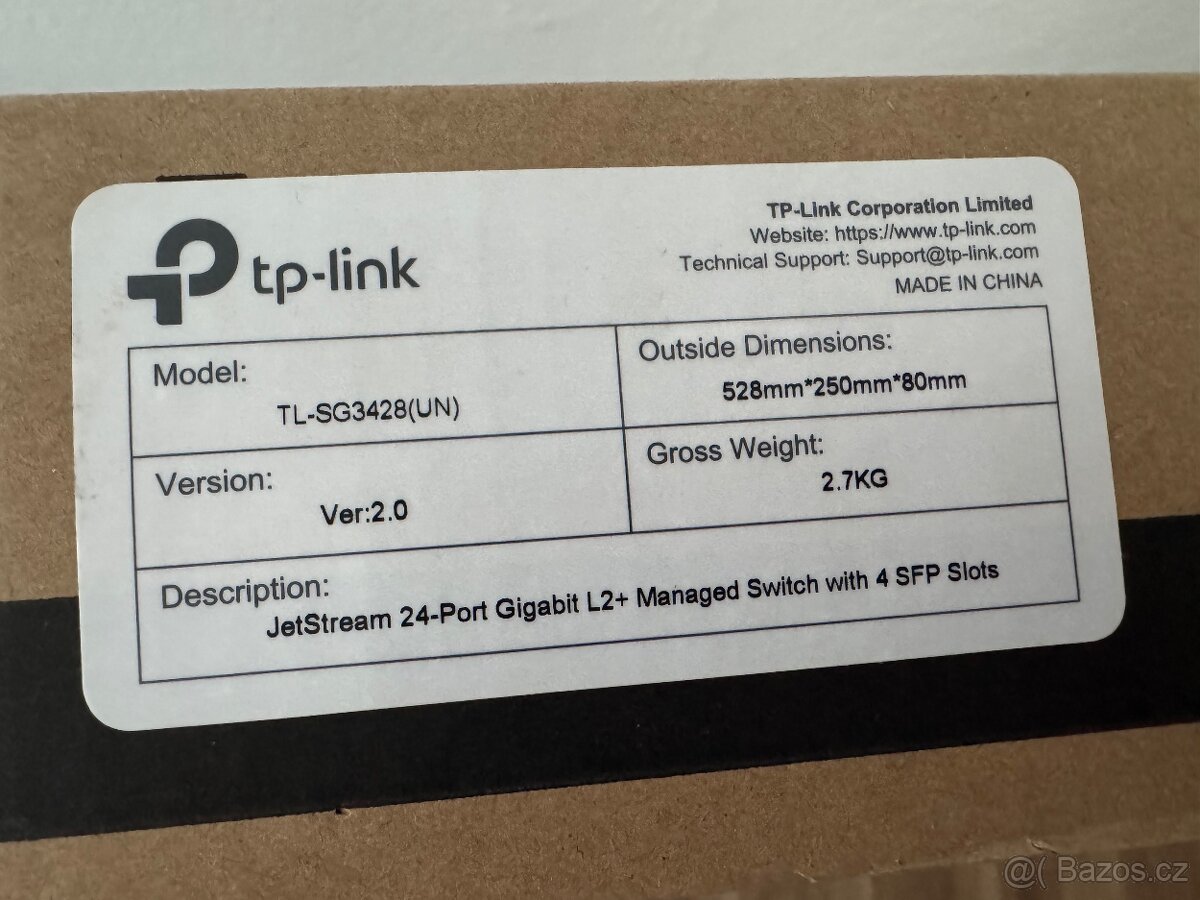 tp-link
TP-Link Corporation Limited
Website: https://www.tp-link.com
Technical Support: Support@tp-link.com
MADE IN CHINA
Model:
TL-SG3428(UN)
Outside Dimensions:
528mm*250mm*80mm
Version:
Ver:2.0
Gross Weight:
2.7KG
Description:
JetStream 24-Port Gigabit L2+ Managed Switch with 4 SFP Slots
@( Bazos.cz